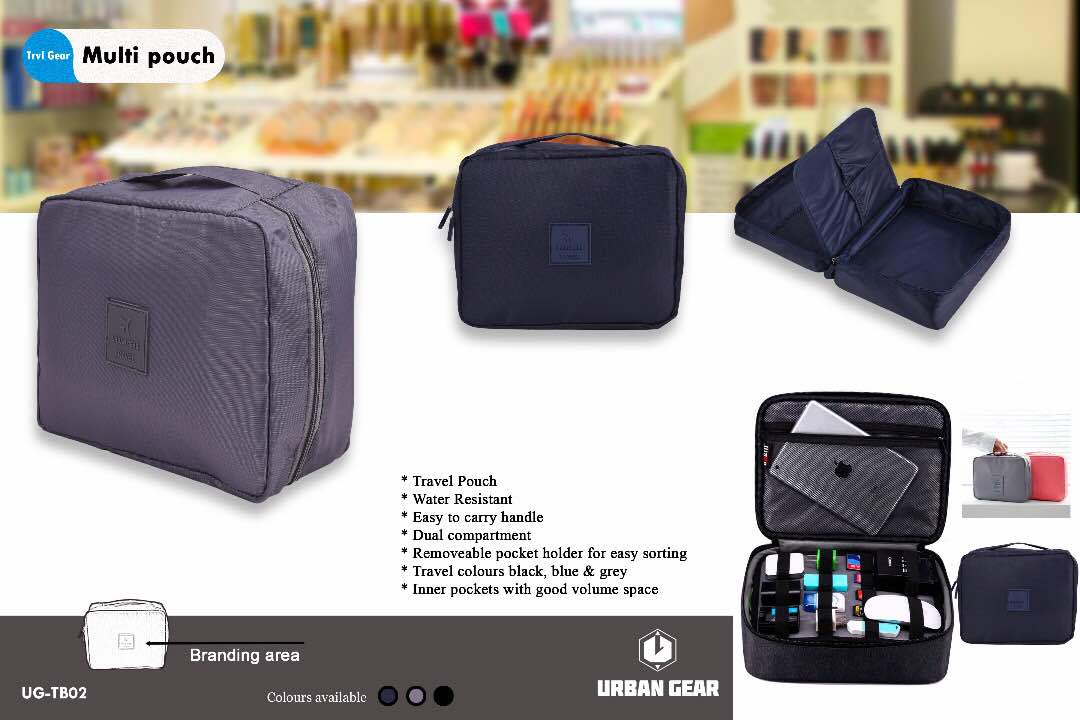 Trvl Gear
Multi pouch
* Travel Pouch
* Water Resistant
* Easy to carry handle
* Dual compartment
* Removeable pocket holder for easy sorting
* Travel colours black, blue & grey
* Inner pockets with good volume space
Branding area
UG-TB02
Colours available
URBAN GEAR